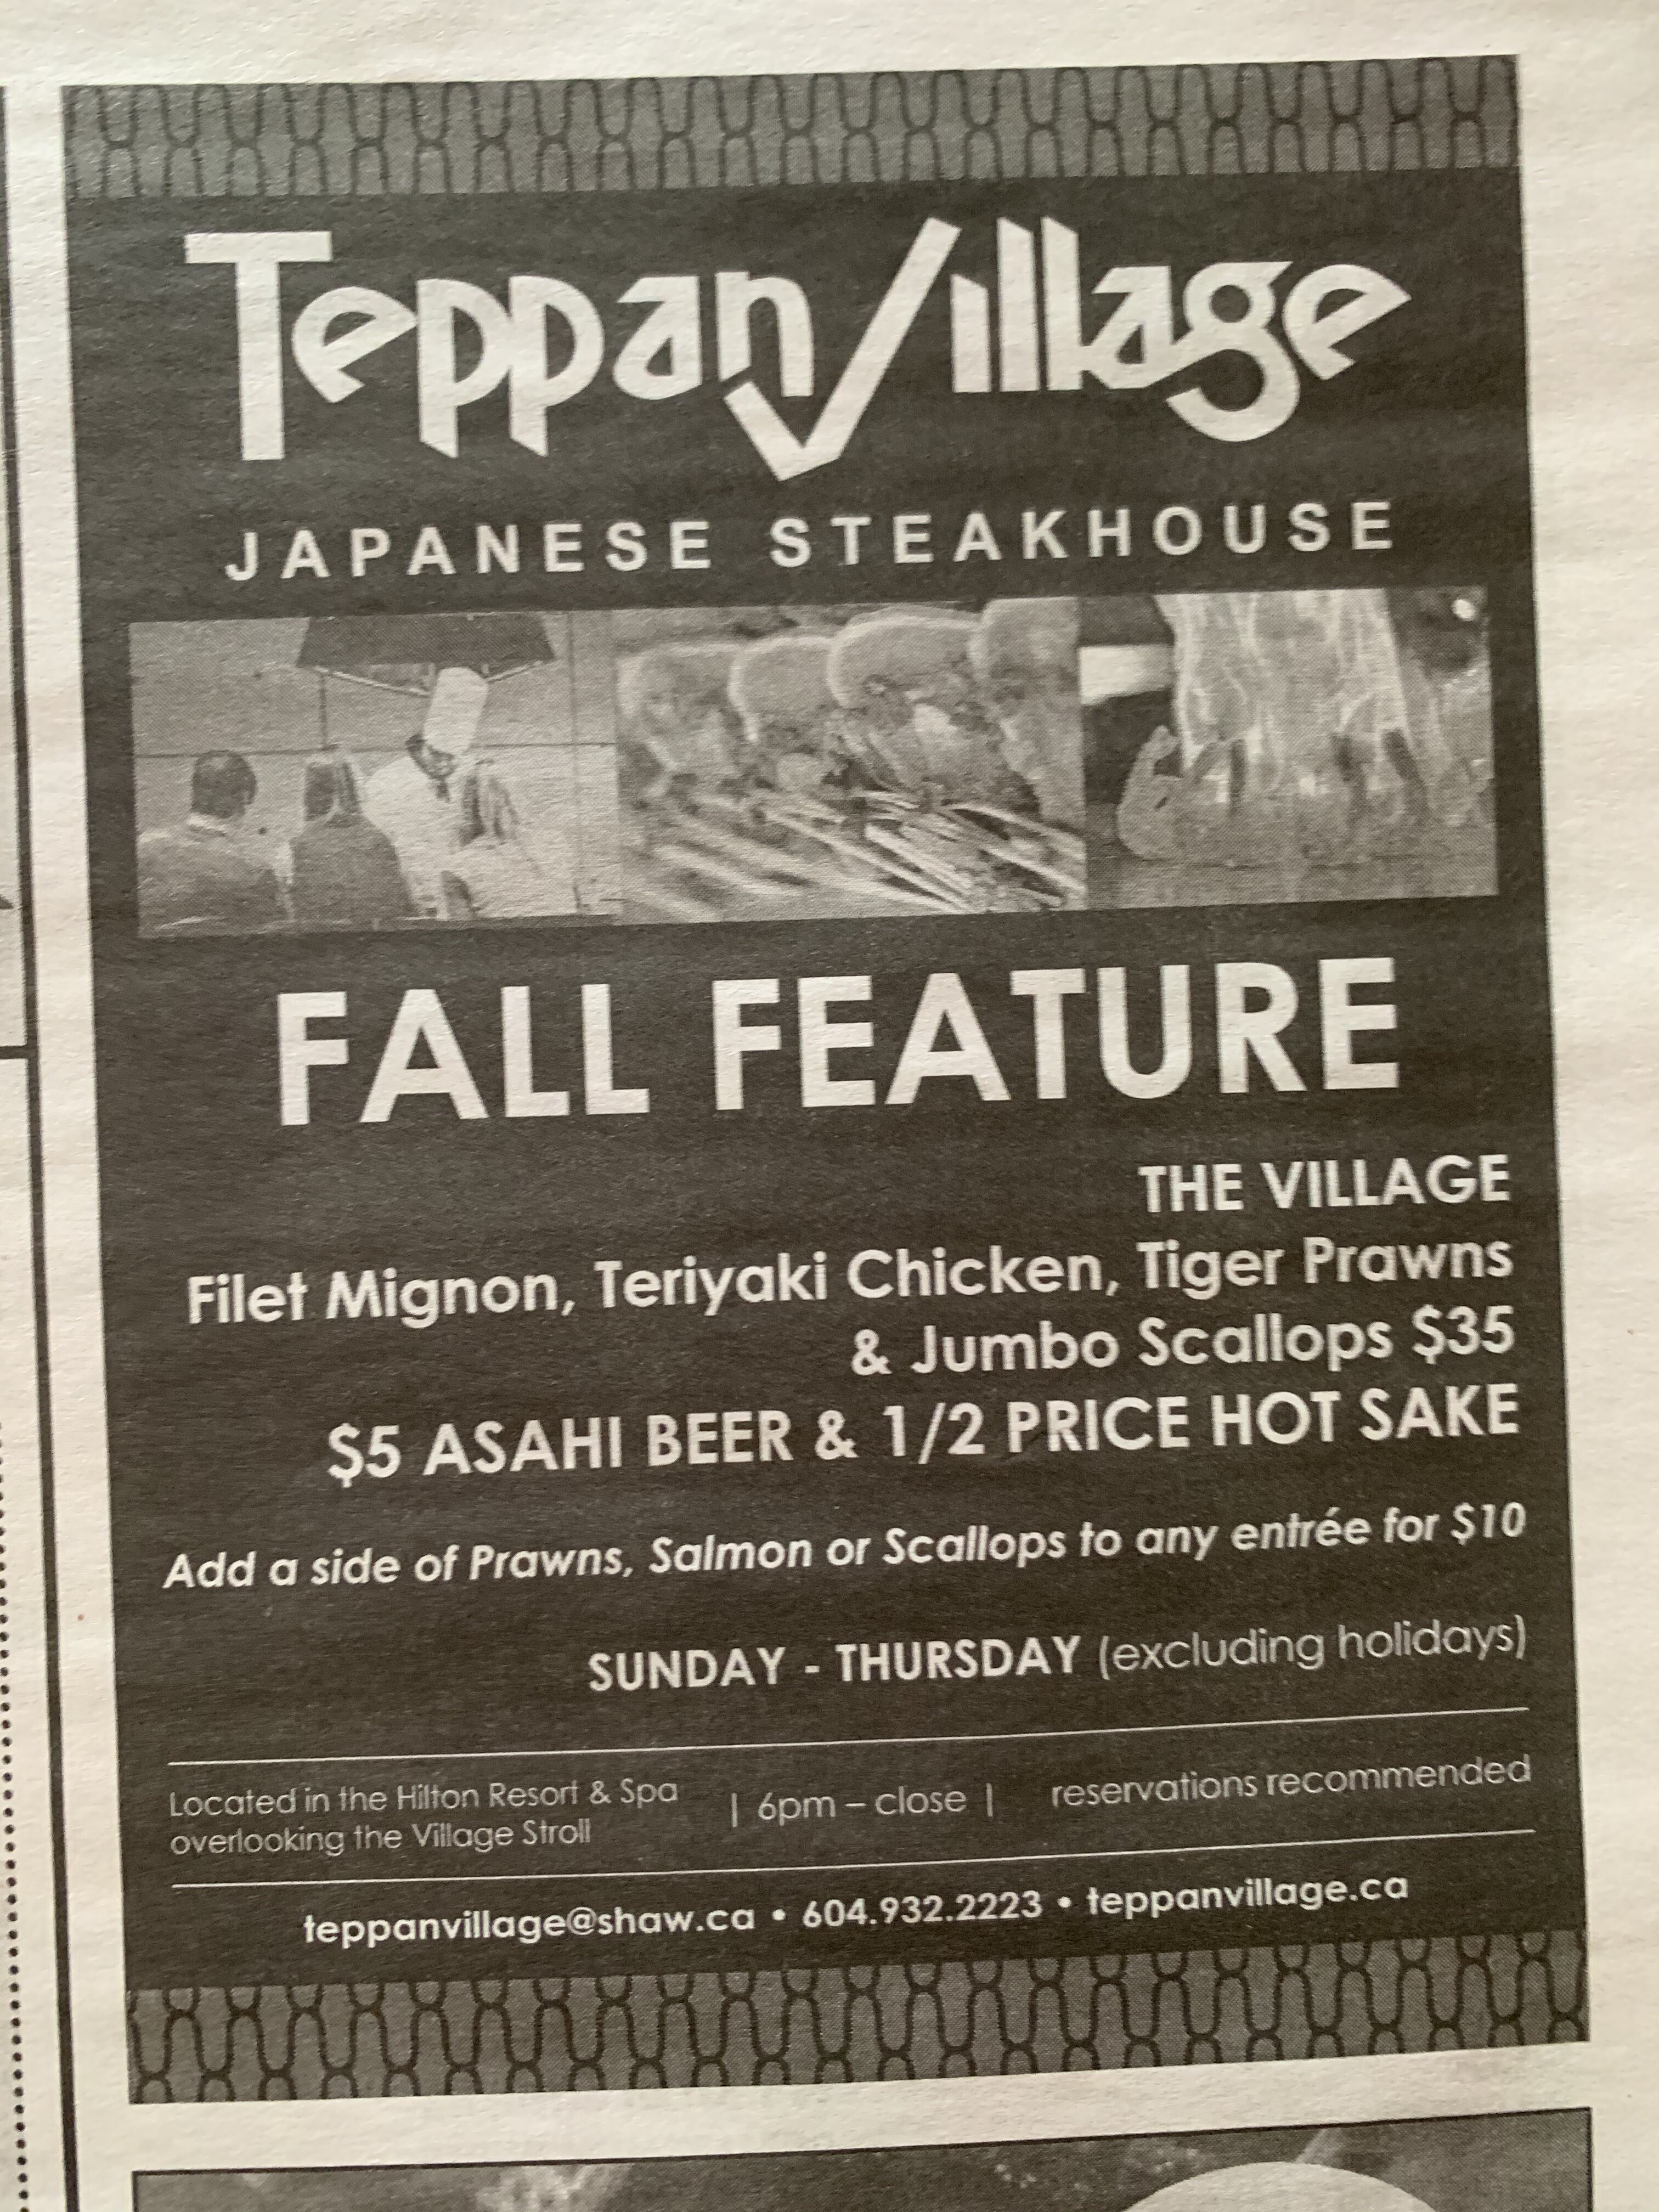 Teppan Village
JAPANESE STEAKHOUSE
FALL FEATURE
THE VILLAGE
Filet Mignon, Teriyaki Chicken, Tiger Prawns
& Jumbo Scallops $35
$5 ASAHI BEER & 1/2 PRICE HOT SAKE
Add a side of Prawns, Salmon or Scallops to any entrée for $10
SUNDAY - THURSDAY (excluding holidays)
Located in the Hilton Resort & Spa
overlooking the Village Stroll
| 6pm – close |
reservations recommended
teppanvillage@shaw.ca • 604.932.2223 • teppanvillage.ca